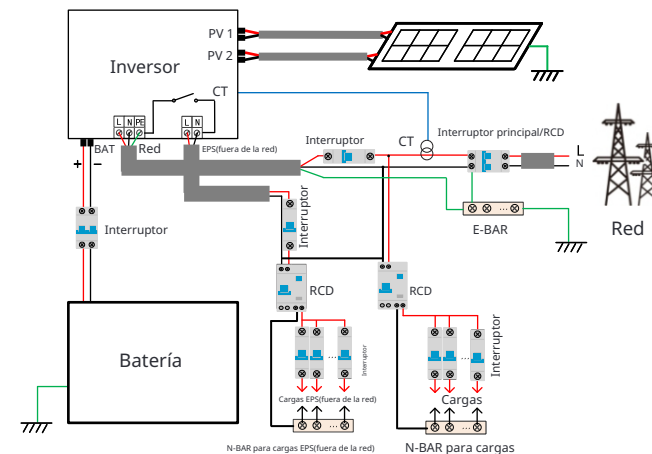 PV 1
PV 2
Inversor
CT
L N PE
L N
BAT
Red
EPS(fuera de la red)
+
−
Interruptor
CT
Interruptor principal/RCD
L
N
Red
E-BAR
...
Interruptor
Interruptor
RCD
RCD
Batería
...
Interruptor
...
Interruptor
Cargas EPS(fuera de la red)
Cargas
...
...
N-BAR para cargas EPS(fuera de la red)
N-BAR para cargas